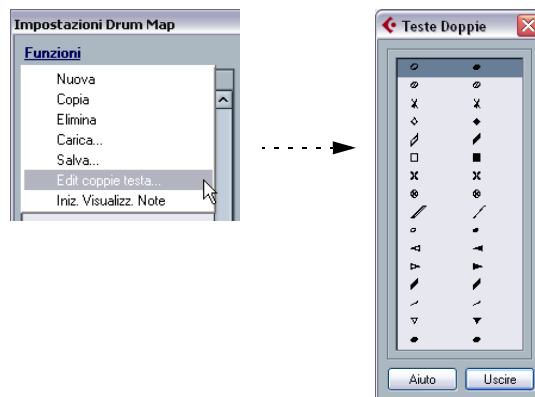 Impostazioni Drum Map
Funzioni
Nuova
Copia
Elimina
Carica...
Salva...
Edit coppie testa...
Iniz. Visualizz. Note
Teste Doppie
Aiuto
Uscire